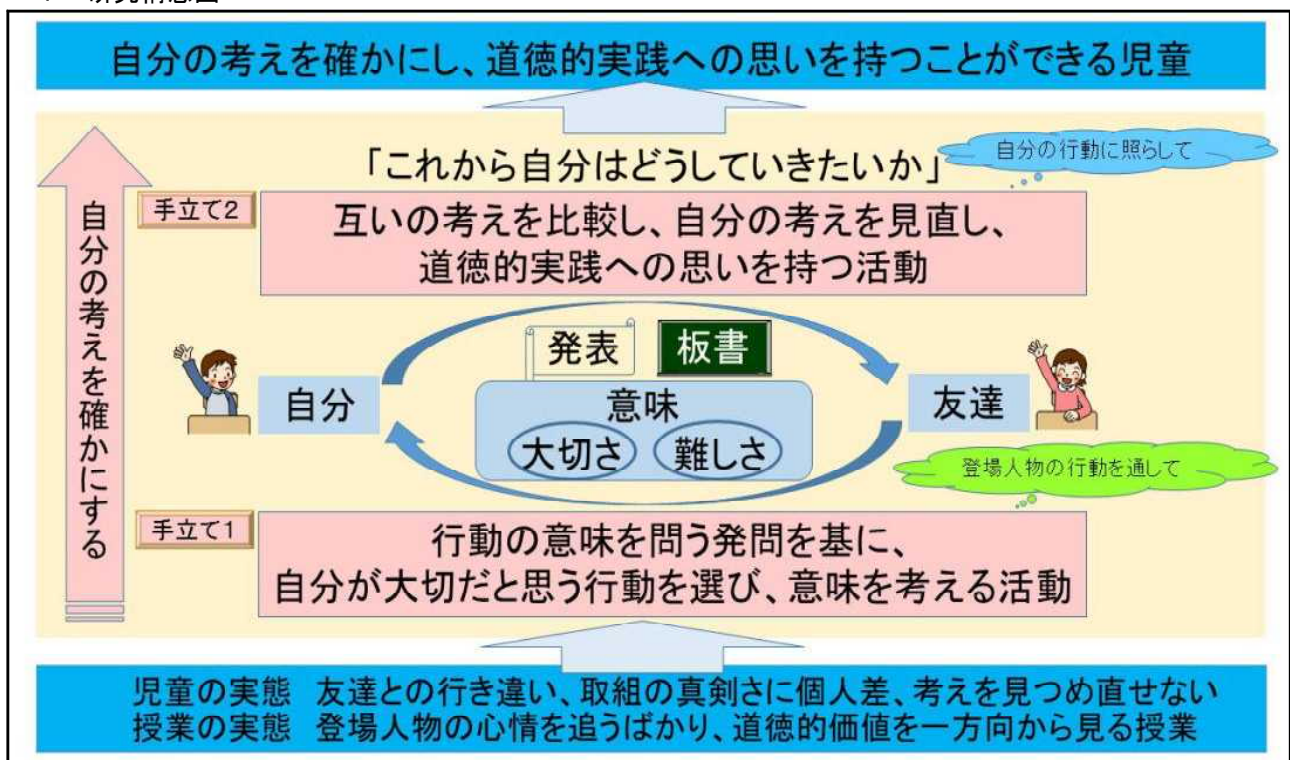 自分の考えを確かにし、道徳的実践への思いを持つことができる児童
「これから自分はどうしていきたいか」
自分の行動に照らして
手立て2
互いの考えを比較し、自分の考えを見直し、
道徳的実践への思いを持つ活動
自分の考えを確かにする
発表
板書
自分
意味
大切さ
難しさ
友達
登場人物の行動を通して
手立て1
行動の意味を問う発問を基に、
自分が大切だと思う行動を選び、意味を考える活動
児童の実態 友達との行き違い、取組の真剣さに個人差、考えを見つめ直せない
授業の実態 登場人物の心情を追うばかり、道徳的価値を一方向から見る授業